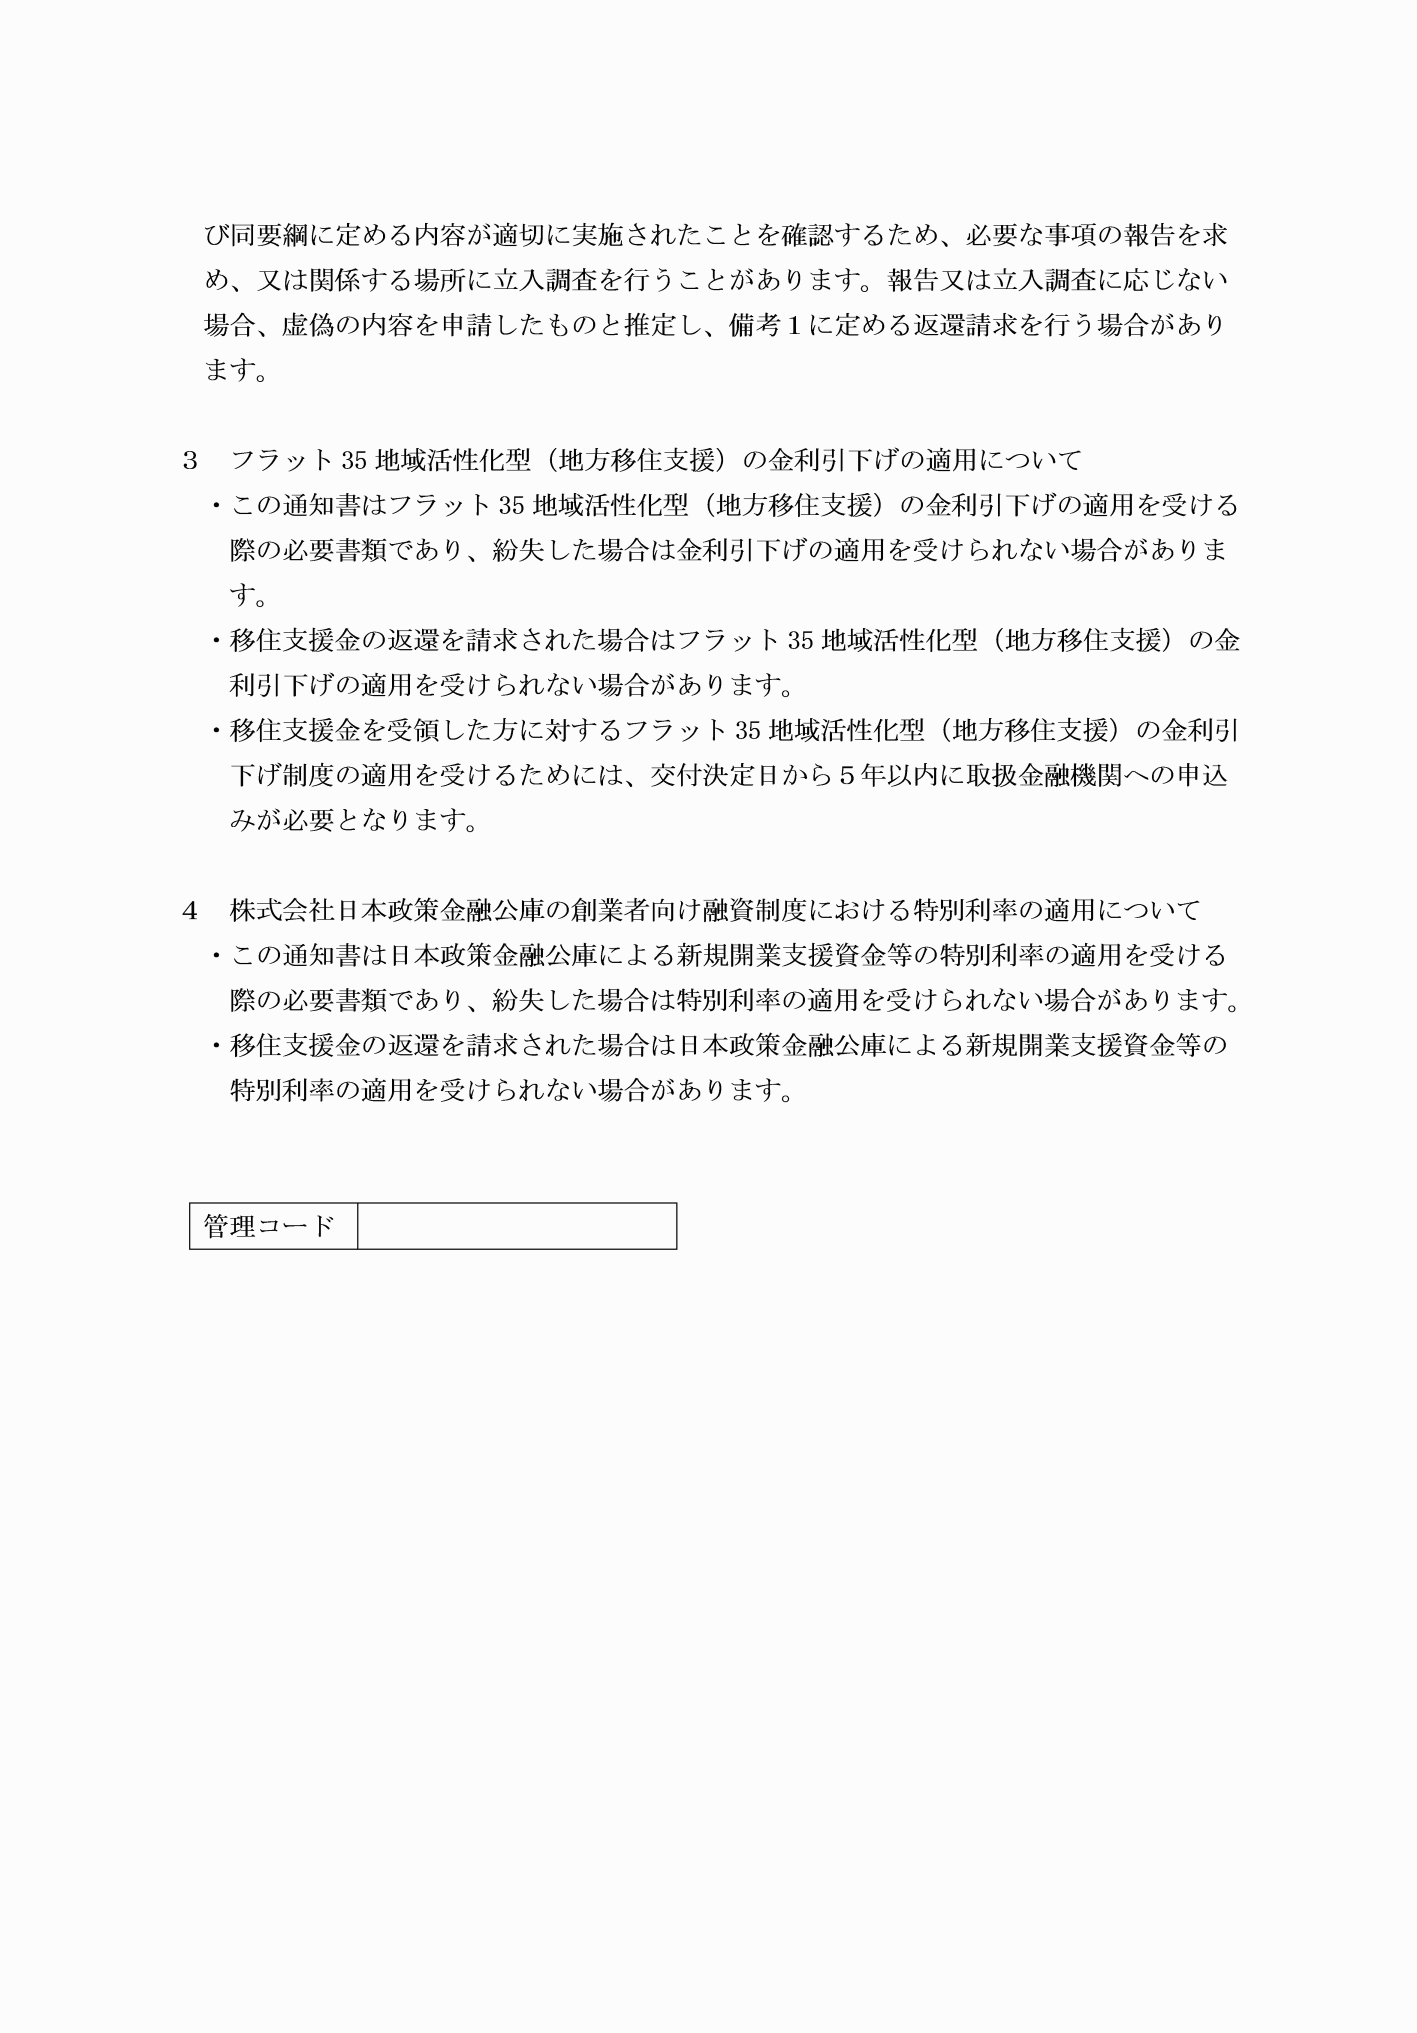 び同要綱に定める内容が適切に実施されたことを確認するため、必要な事項の報告を求
め、又は関係する場所に立入調査を行うことがあります。報告又は立入調査に応じない
場合、虚偽の内容を申請したものと推定し、備考１に定める返還請求を行う場合があり
ます。
３　フラット 35 地域活性化型（地方移住支援）の金利引下げの適用について
・この通知書はフラット 35 地域活性化型（地方移住支援）の金利引下げの適用を受ける
際の必要書類であり、紛失した場合は金利引下げの適用を受けられない場合がありま
す。
・移住支援金の返還を請求された場合はフラット 35 地域活性化型（地方移住支援）の金
利引下げの適用を受けられない場合があります。
・移住支援金を受領した方に対するフラット 35 地域活性化型（地方移住支援）の金利引
下げ制度の適用を受けるためには、交付決定日から５年以内に取扱金融機関への申込
みが必要となります。
４　株式会社日本政策金融公庫の創業者向け融資制度における特別利率の適用について
・この通知書は日本政策金融公庫による新規開業支援資金等の特別利率の適用を受ける
際の必要書類であり、紛失した場合は特別利率の適用を受けられない場合があります。
・移住支援金の返還を請求された場合は日本政策金融公庫による新規開業支援資金等の
特別利率の適用を受けられない場合があります。
管理コード